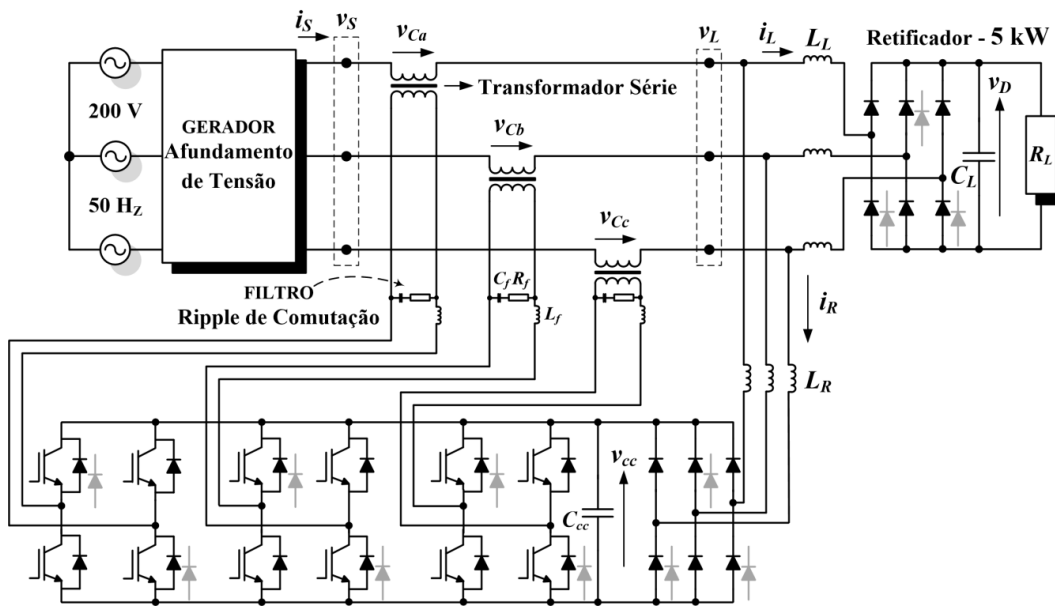 i_S
v_S
v_Ca
v_L
i_L
L_L
Retificador - 5 kW
200 V
GERADOR
Afundamento
de Tensão
Transformador Série
v_D
v_Cb
C_L
R_L
50 H_Z
v_Cc
FILTRO
Ripple de Comutação
C_f R_f
L_f
i_R
L_R
v_cc
C_cc